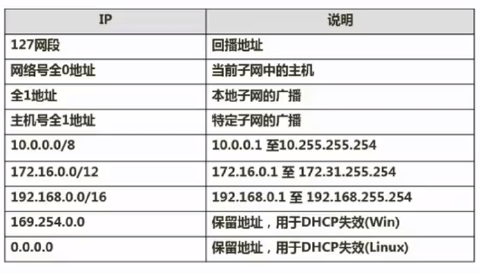 IP 说明
127网段 回播地址
网络号全0地址 当前子网中的主机
全1地址 本地子网的广播
主机号全1地址 特定子网的广播
10.0.0.0/8 10.0.0.1 至10.255.255.254
172.16.0.0/12 172.16.0.1 至 172.31.255.254
192.168.0.0/16 192.168.0.1 至 192.168.255.254
169.254.0.0 保留地址，用于DHCP失效(Win)
0.0.0.0 保留地址，用于DHCP失效(Linux)